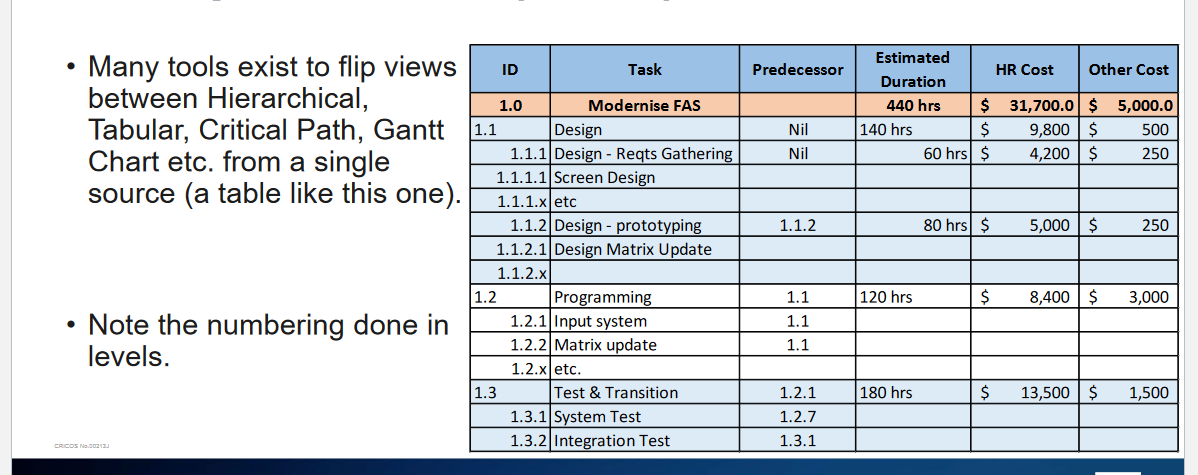 • Many tools exist to flip views
between Hierarchical,
Tabular, Critical Path, Gantt
Chart etc. from a single
source (a table like this one).
• Note the numbering done in
levels.
CRICOS No.00213J
ID Task Predecessor Estimated Duration HR Cost Other Cost
1.0 Modernise FAS 440 hrs $ 31,700.0 $ 5,000.0
1.1 Design Nil 140 hrs $ 9,800 $ 500
1.1.1 Design - Reqts Gathering Nil 60 hrs $ 4,200 $ 250
1.1.1.1 Screen Design
1.1.1.x etc
1.1.2 Design - prototyping 1.1.2 80 hrs $ 5,000 $ 250
1.1.2.1 Design Matrix Update
1.1.2.x
1.2 Programming 1.1 120 hrs $ 8,400 $ 3,000
1.2.1 Input system 1.1
1.2.2 Matrix update 1.1
1.2.x etc.
1.3 Test & Transition 1.2.1 180 hrs $ 13,500 $ 1,500
1.3.1 System Test 1.2.7
1.3.2 Integration Test 1.3.1